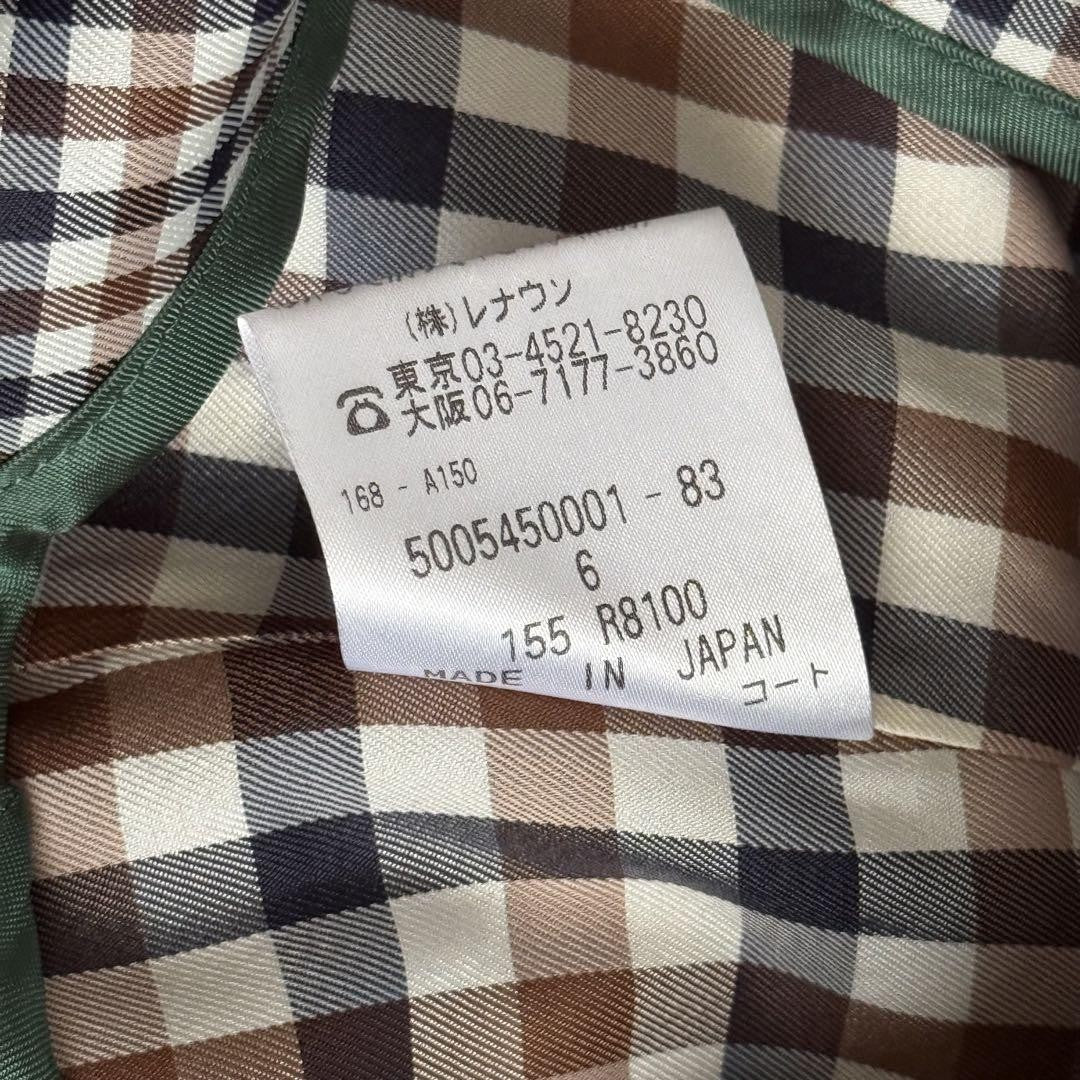 (株)レナウン
東京03-4521-8230
☎大阪06-7177-3860
168 - A150
5005450001 - 83
6
155 R8100
MADE IN JAPAN
コート